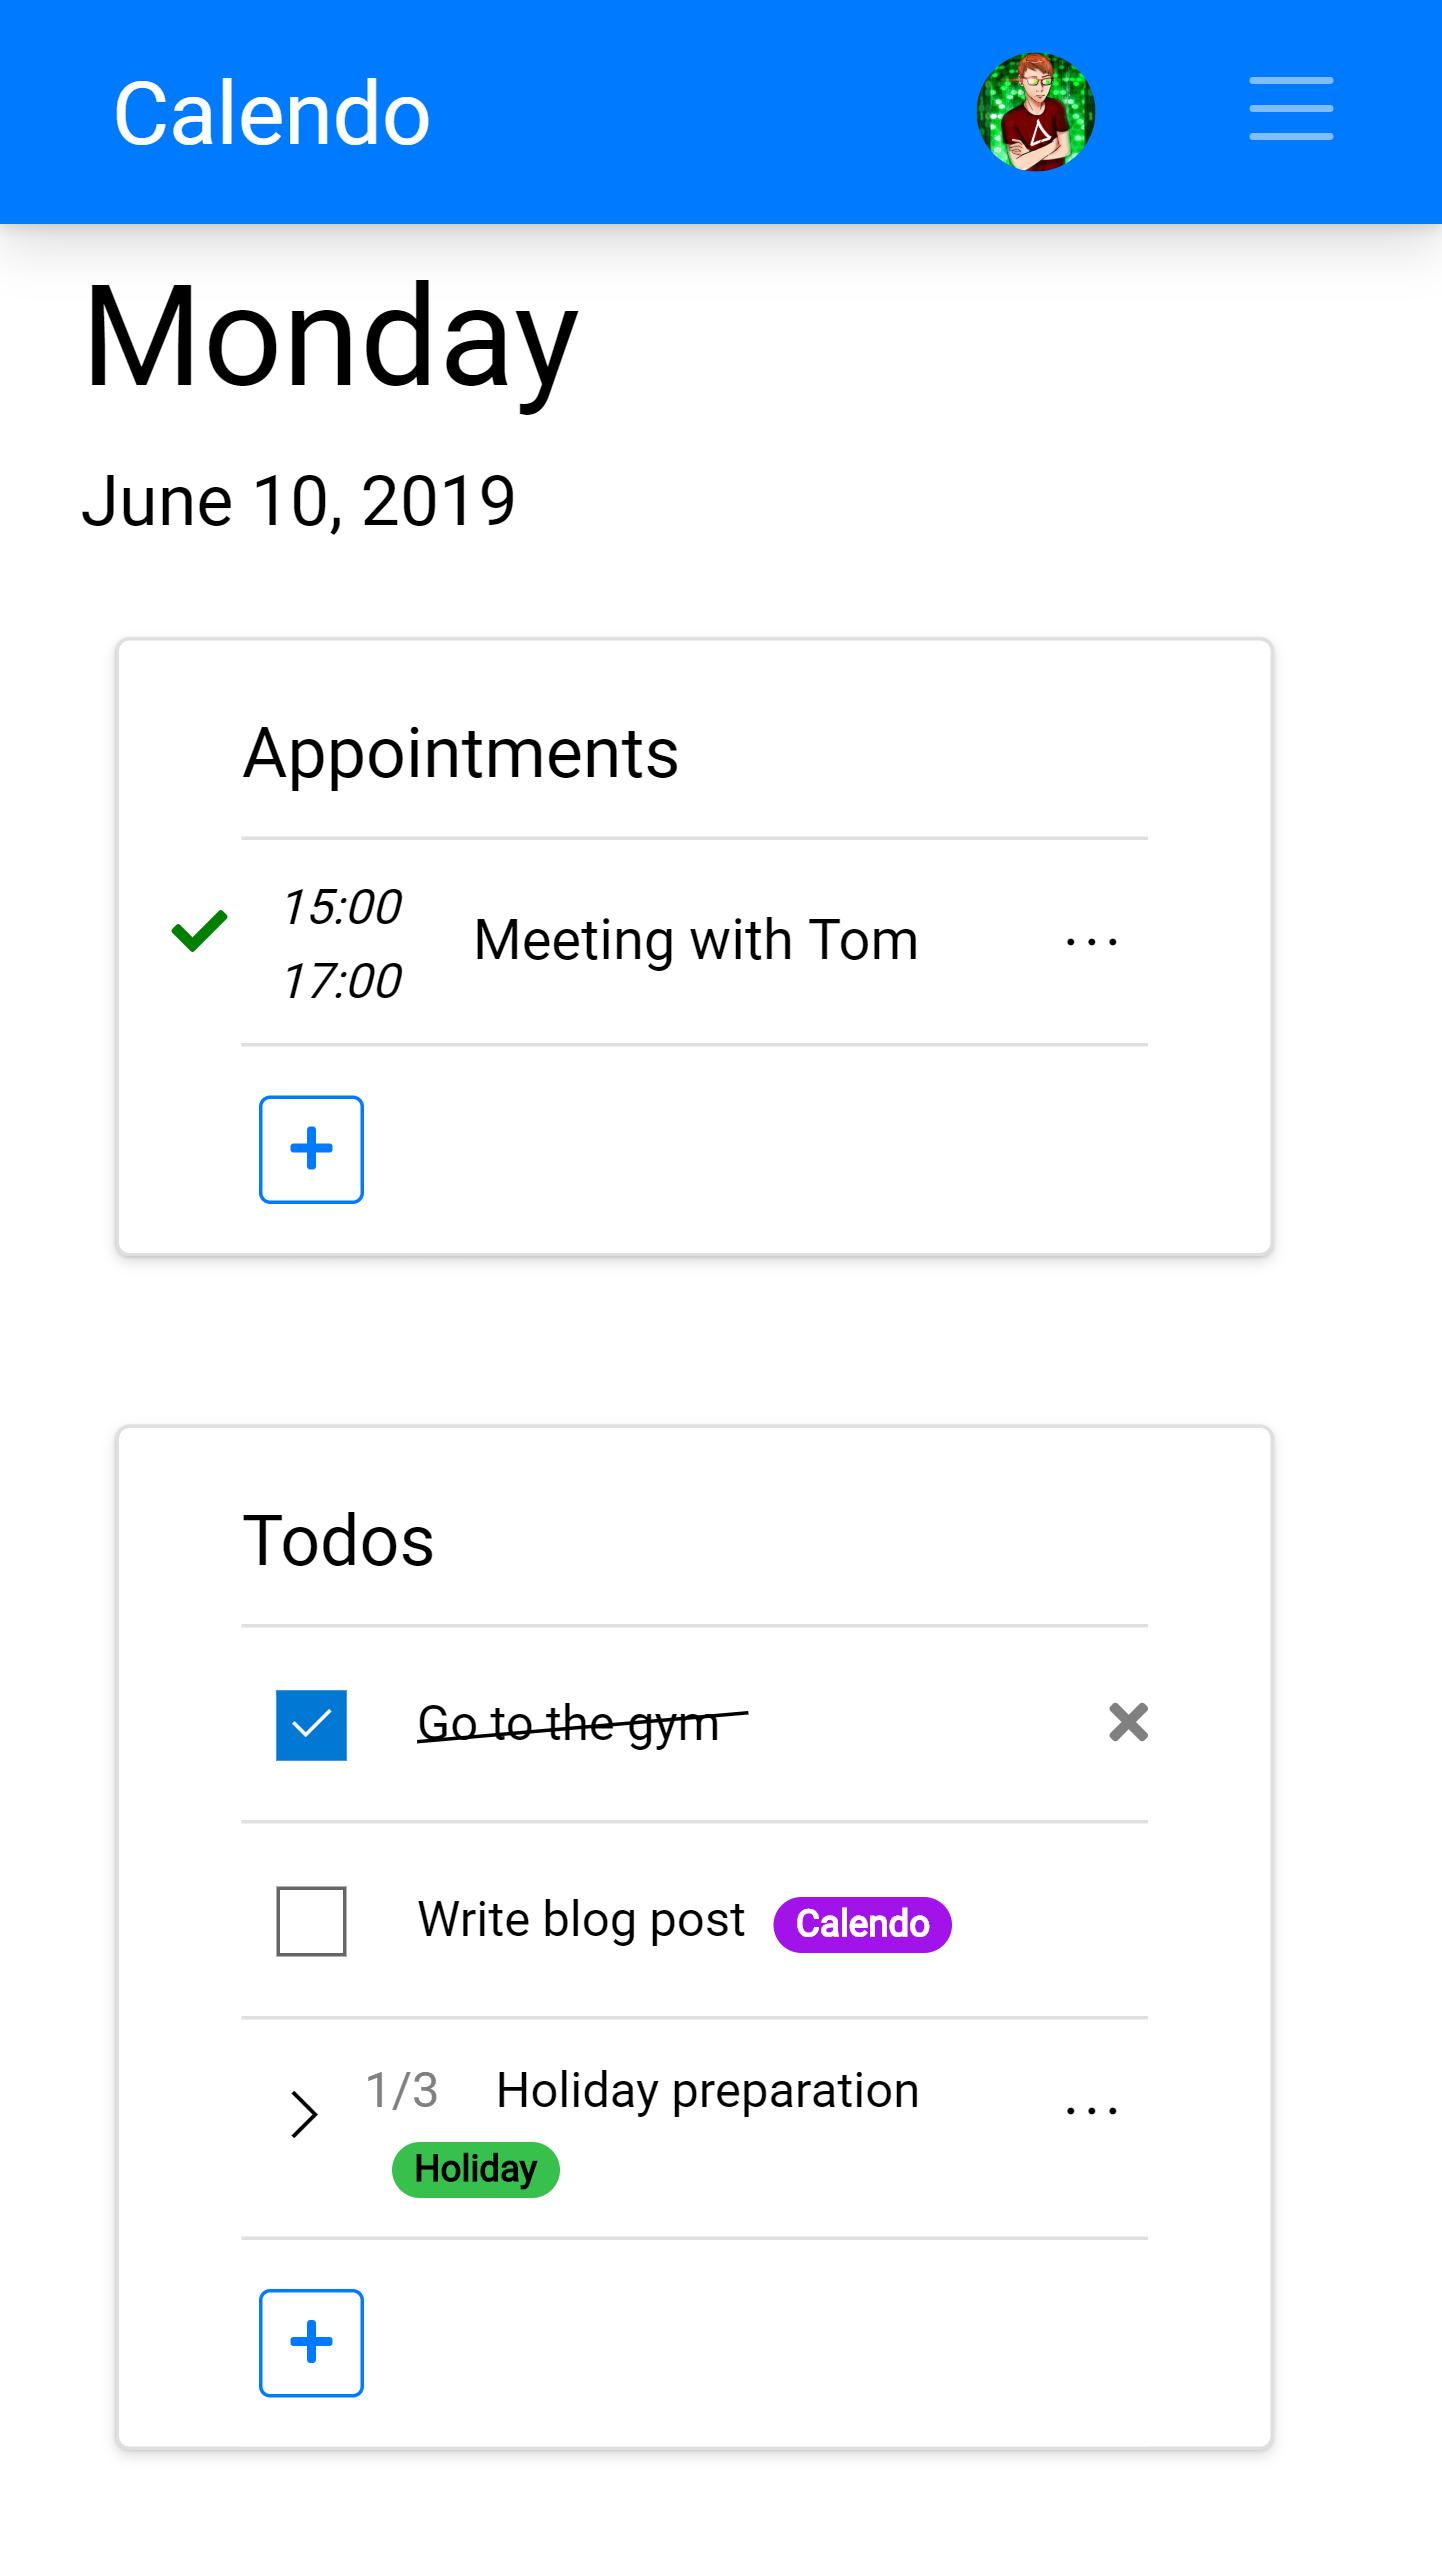 Calendo
Monday
June 10, 2019
Appointments
15:00
17:00
Meeting with Tom
...
Todos
Go to the gym
Write blog post Calendo
1/3 Holiday preparation ...
Holiday